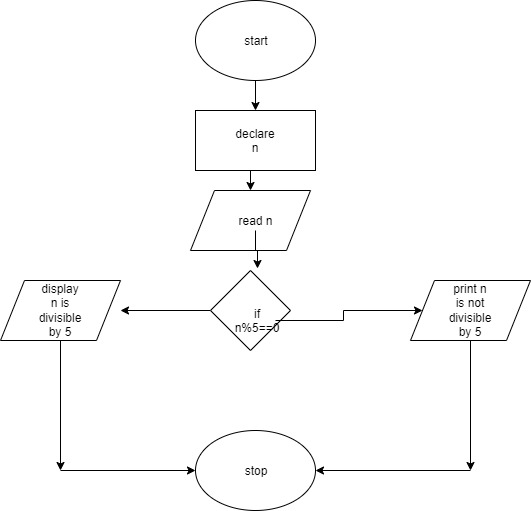 start
declare
n
read n
if
n%5==0
display
n is
divisible
by 5
print n
is not
divisible
by 5
stop